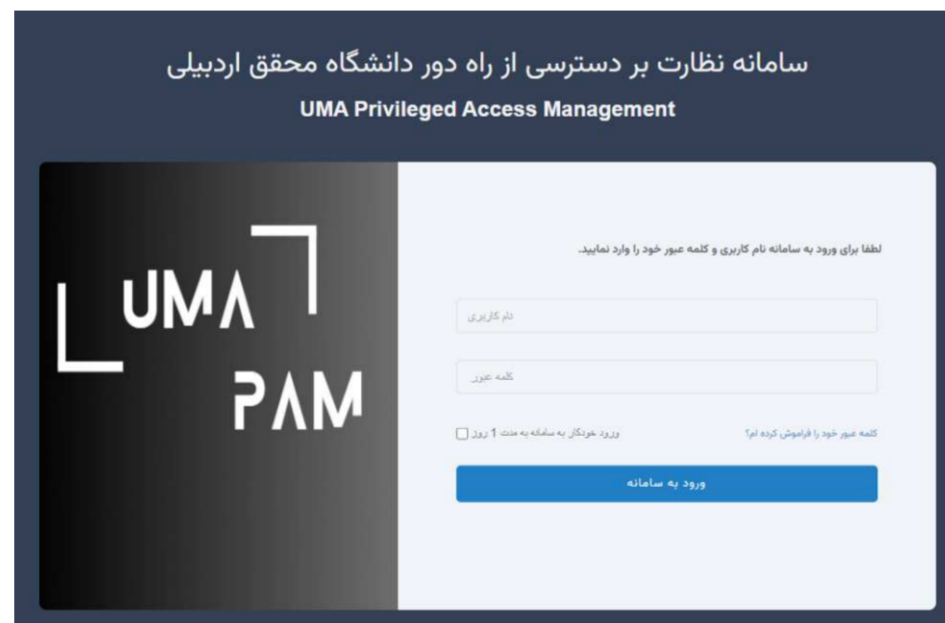 سامانه نظارت بر دسترسی از راه دور دانشگاه محقق اردبیلی
UMA Privileged Access Management
UMA
PAM
لطفا برای ورود به سامانه نام کاربری و کلمه عبور خود را وارد نمایید.
نام کاربری
کلمه عبور
کلمه عبور خود را فراموش کرده ام؟
ورود خودکار به سامانه به مدت 1 روز
ورود به سامانه